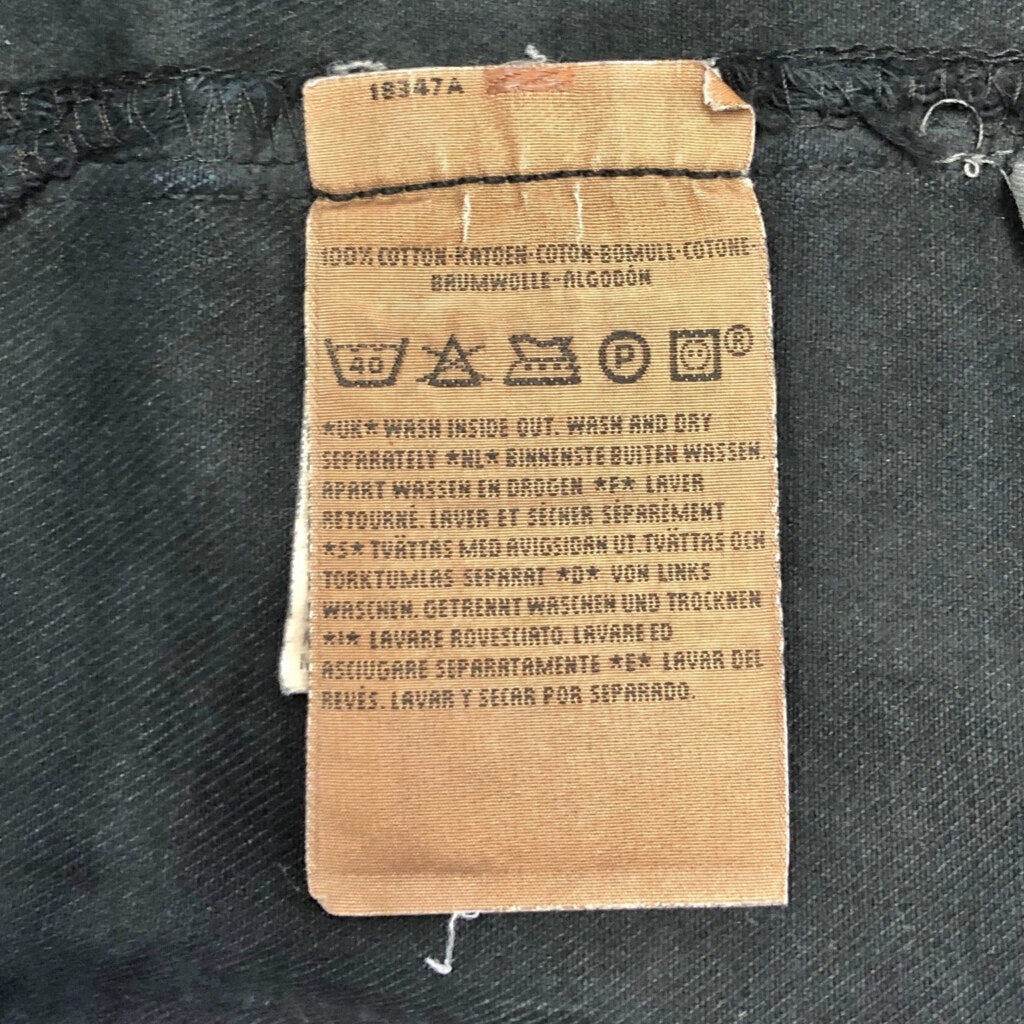 18347A
100% COTTON-KATOEN-COTON-BOMULL-COTONE-
BAUMWOLLE-ALGODÓN
40 P ®
*UK* WASH INSIDE OUT. WASH AND DRY
SEPARATELY *NL* BINNENSTE BUITEN WASSEN.
APART WASSEN EN DROGEN *F* LAVER
RETOURNÉ. LAVER ET SÉCHER SÉPARÉMENT
*S* TVÄTTAS MED AVIGSIDAN UT. TVÄTTAS OCH
TORKTUMLAS SEPARAT *D* VON LINKS
WASCHEN. GETRENNT WASCHEN UND TROCKNEN
*I* LAVARE ROVESCIATO. LAVARE ED
ASCIUGARE SEPARATAMENTE *E* LAVAR DEL
REVÉS. LAVAR Y SECAR POR SEPARADO.